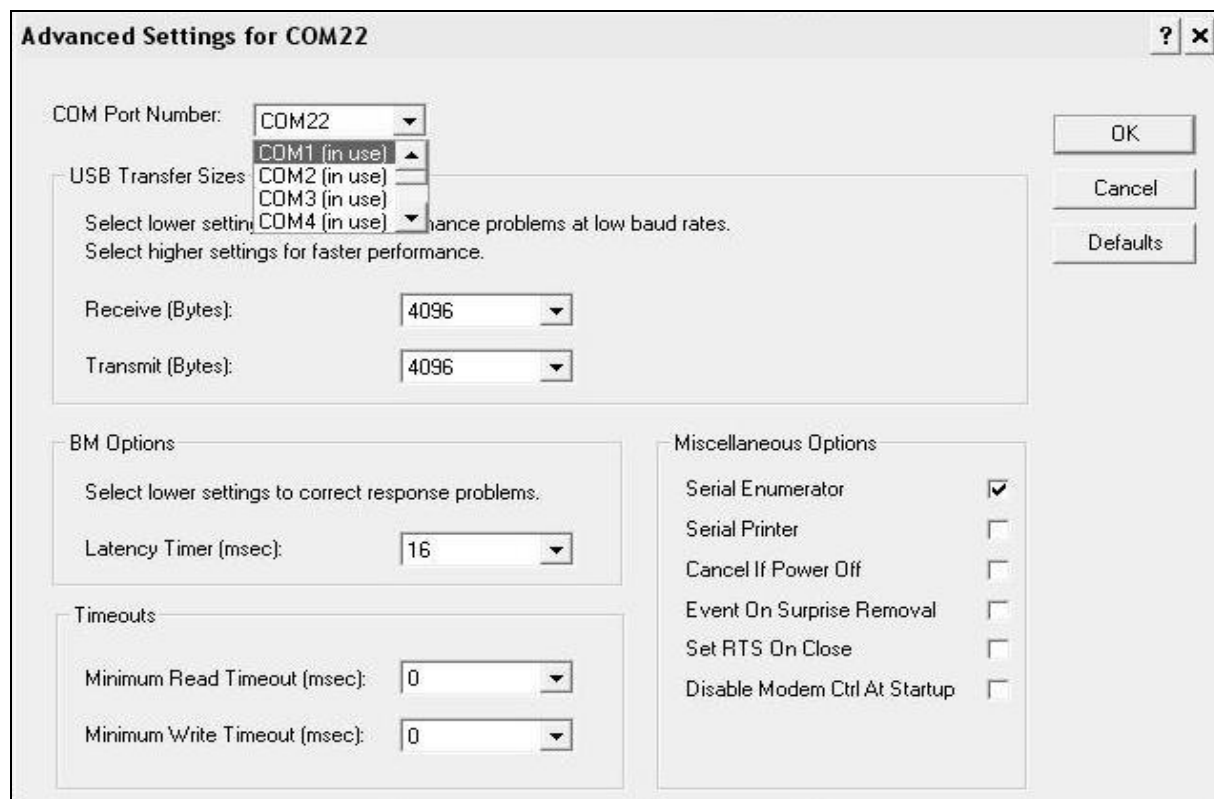 Advanced Settings for COM22
? ×
COM Port Number: COM22
COM1 (in use)
COM2 (in use)
COM3 (in use)
COM4 (in use)
OK
Cancel
Defaults
USB Transfer Sizes
Select lower mance problems at low baud rates.
Select higher settings for faster performance.
Receive (Bytes): 4096
Transmit (Bytes): 4096
BM Options
Select lower settings to correct response problems.
Latency Timer (msec): 16
Timeouts
Minimum Read Timeout (msec): 0
Minimum Write Timeout (msec): 0
Miscellaneous Options
Serial Enumerator
Serial Printer
Cancel If Power Off
Event On Surprise Removal
Set RTS On Close
Disable Modem Ctrl At Startup